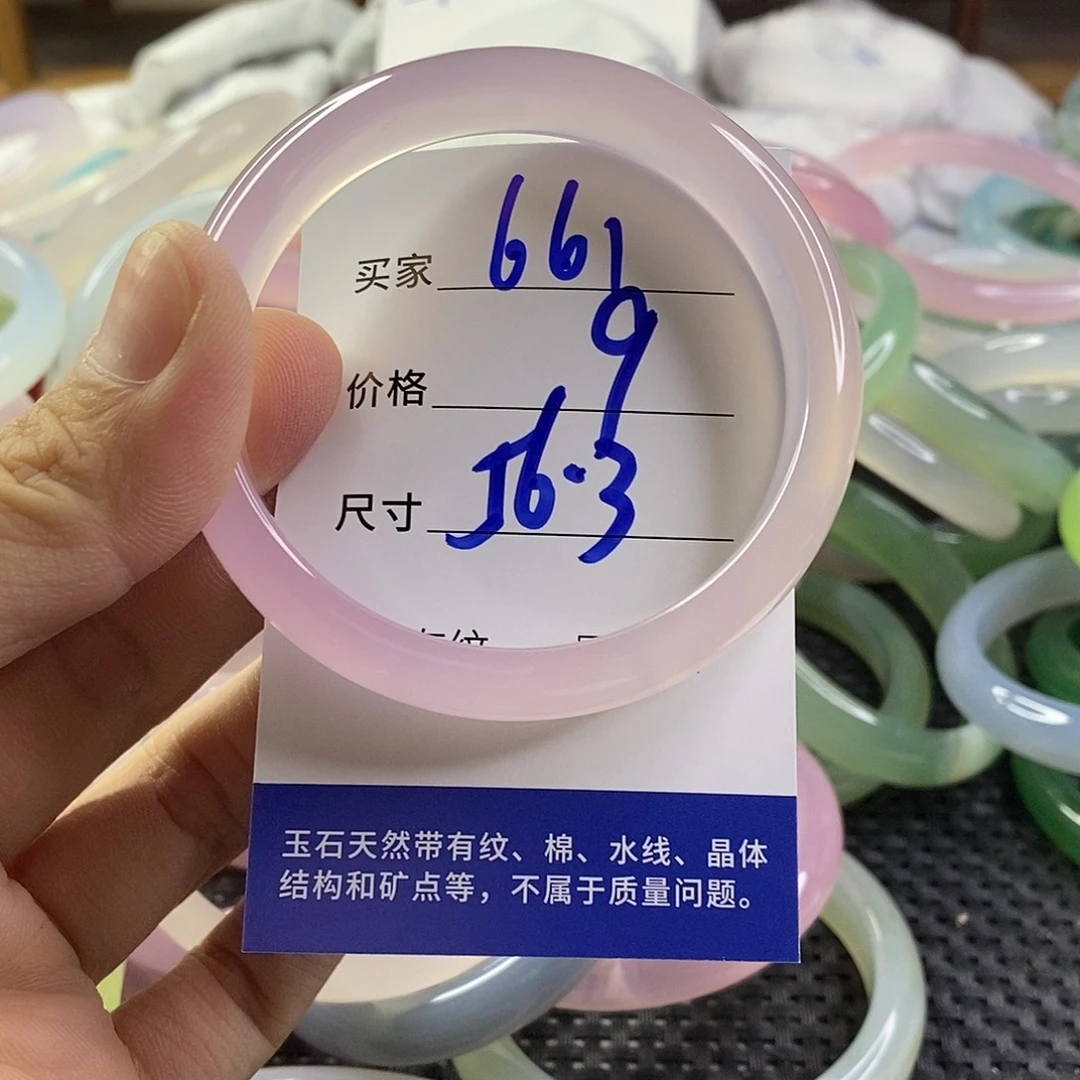 买家 661
价格 9
尺寸 56.3
玉石天然带有纹、棉、水线、晶体
结构和矿点等，不属于质量问题。